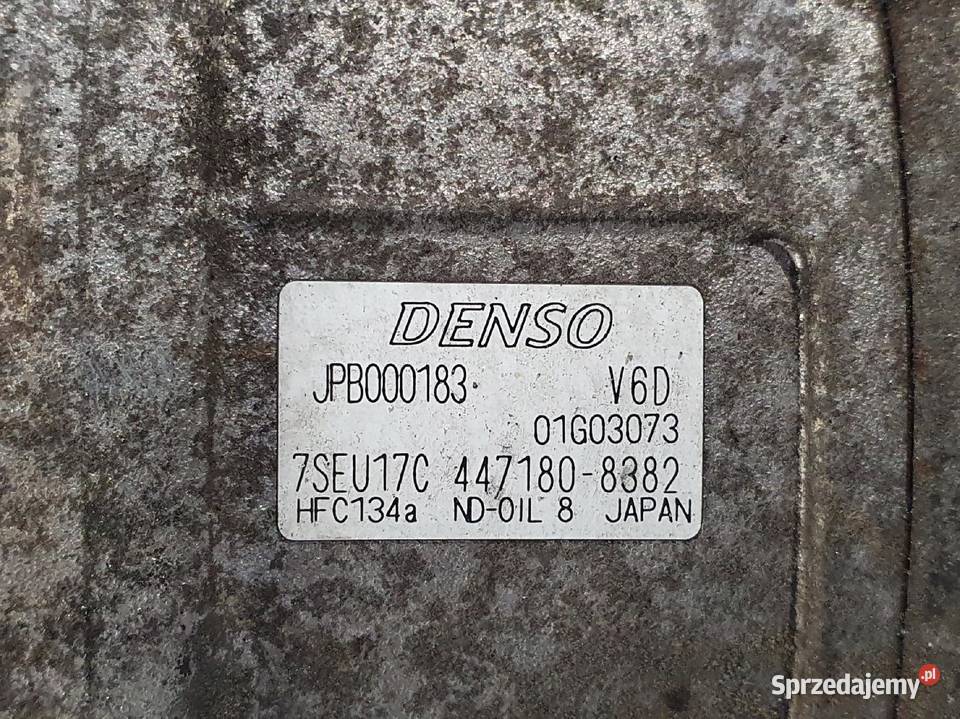 DENSO
JPB000183 V6D
01G03073
7SEU17C 447180-8382
HFC134a ND-OIL 8 JAPAN
Sprzedajemy.pl